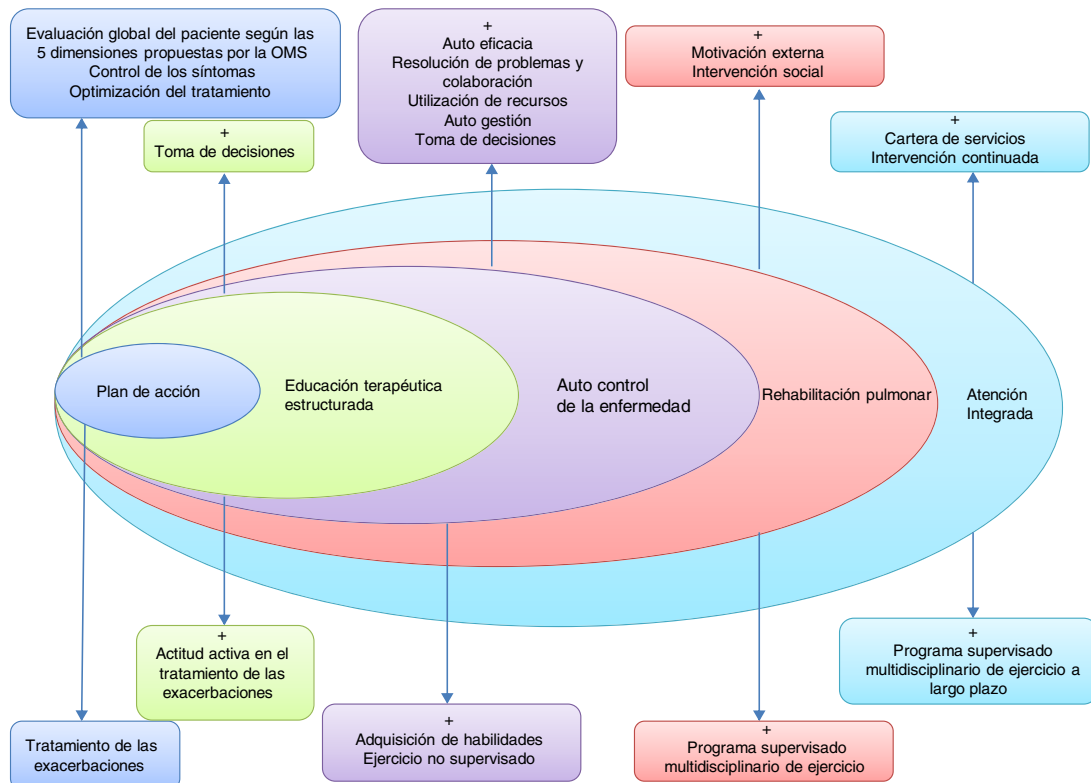 Evaluación global del paciente según las
5 dimensiones propuestas por la OMS
Control de los síntomas
Optimización del tratamiento
+
Toma de decisiones
+
Auto eficacia
Resolución de problemas y
colaboración
Utilización de recursos
Auto gestión
Toma de decisiones
+
Motivación externa
Intervención social
+
Cartera de servicios
Intervención continuada
Plan de acción
Educación terapéutica
estructurada
Auto control
de la enfermedad
Rehabilitación pulmonar
Atención
Integrada
Tratamiento de las
exacerbaciones
+
Actitud activa en el
tratamiento de las
exacerbaciones
+
Adquisición de habilidades
Ejercicio no supervisado
+
Programa supervisado
multidisciplinario de ejercicio
+
Programa supervisado
multidisciplinario de ejercicio a
largo plazo